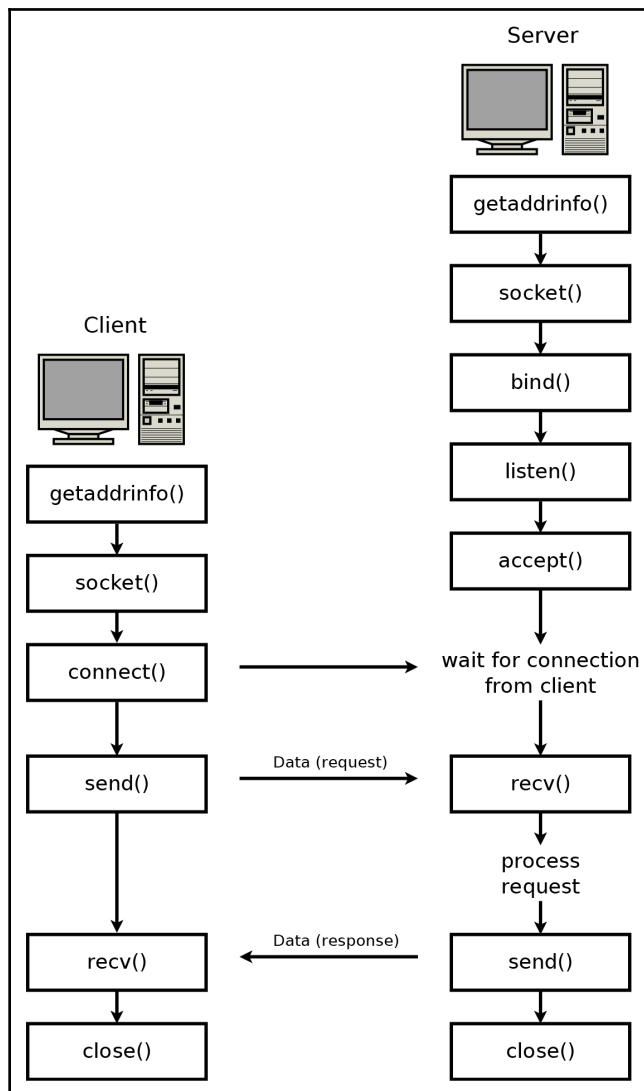 Server
getaddrinfo()
socket()
bind()
listen()
accept()
wait for connection
from client
recv()
process
request
send()
close()
Client
getaddrinfo()
socket()
connect()
send()
recv()
close()
Data (request)
Data (response)